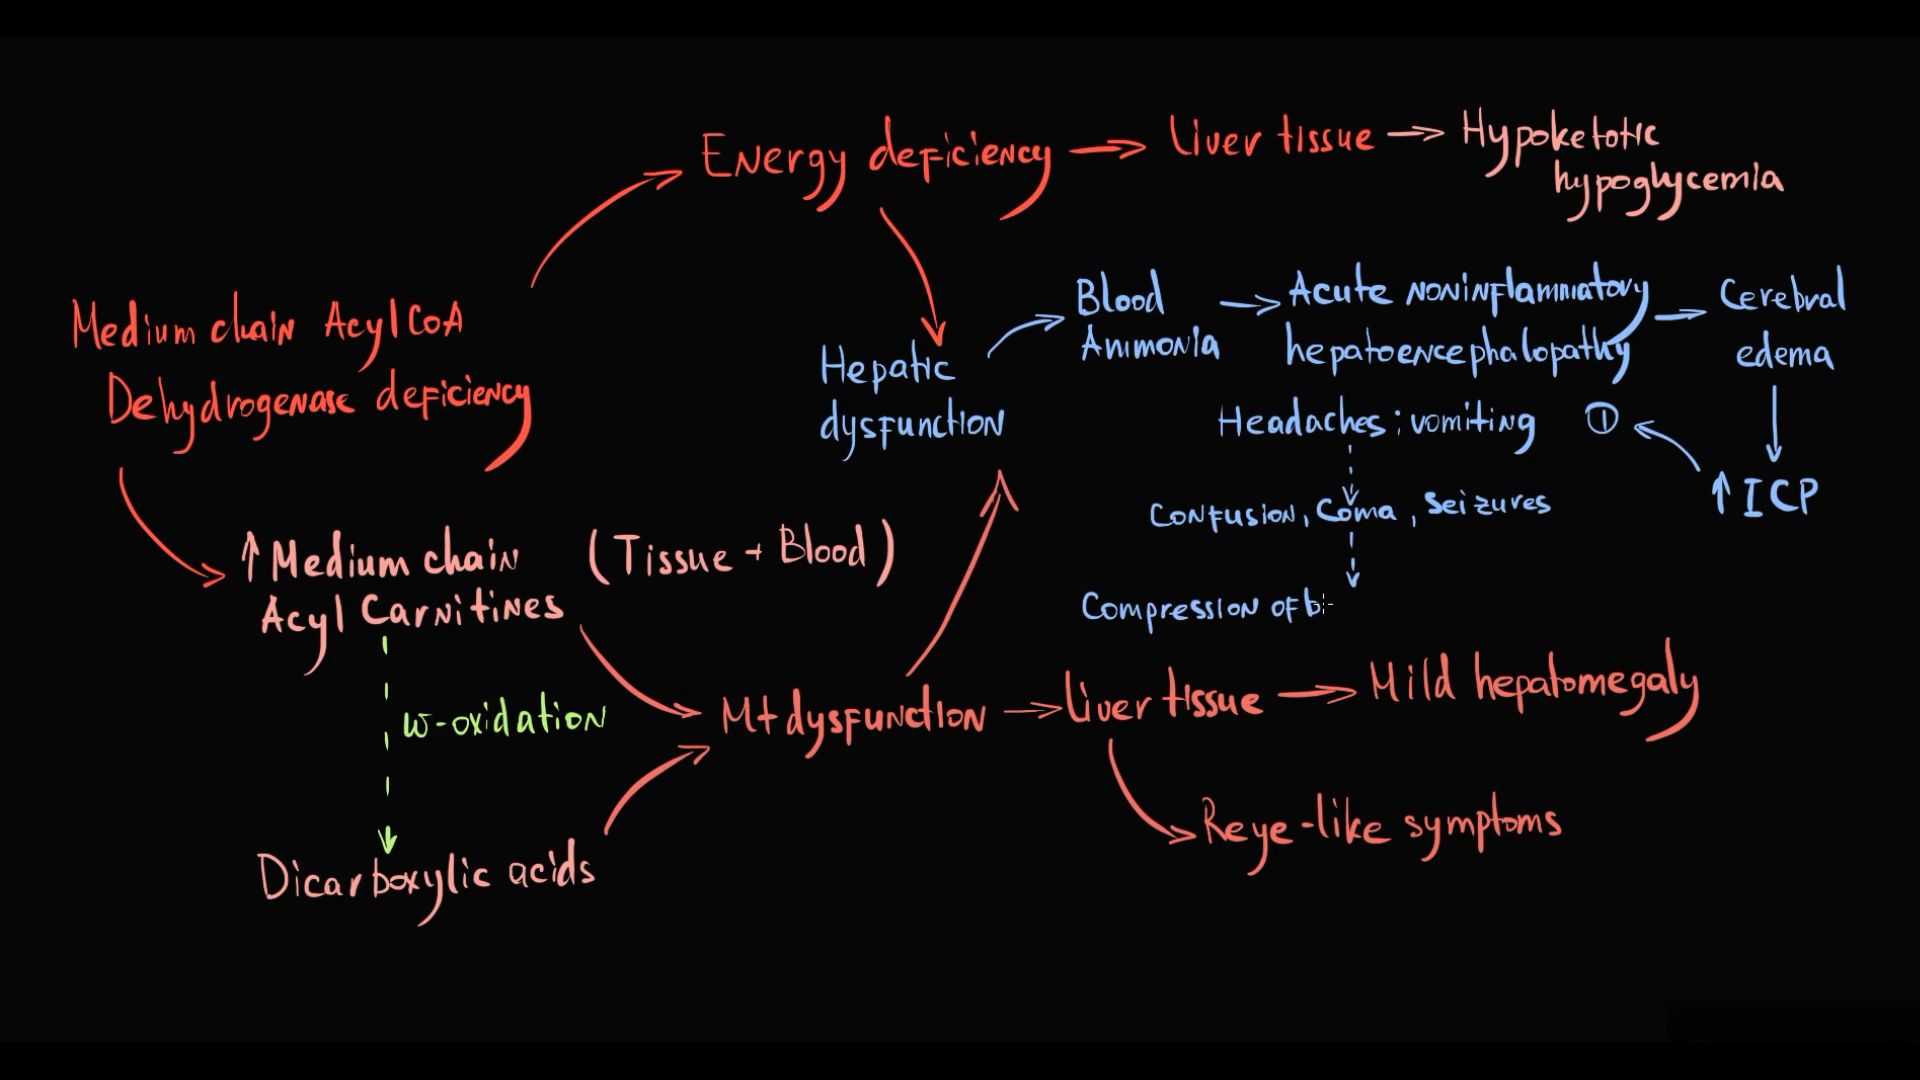 Energy deficiency → Liver tissue → Hypoketotic
hypoglycemia
Medium chain Acyl CoA
Dehydrogenase deficiency
Hepatic
dysfunction
Blood
Ammonia
→ Acute noninflammatory
hepatoencephalopathy
→ Cerebral
edema
Headaches; vomiting ①
↑ ICP
Confusion, Coma, Seizures
Compression of b
↑ Medium chain (Tissue + Blood)
Acyl Carnitines
ω-oxidation
Dicarboxylic acids
Mt dysfunction → Liver tissue → Mild hepatomegaly
Reye-like symptoms